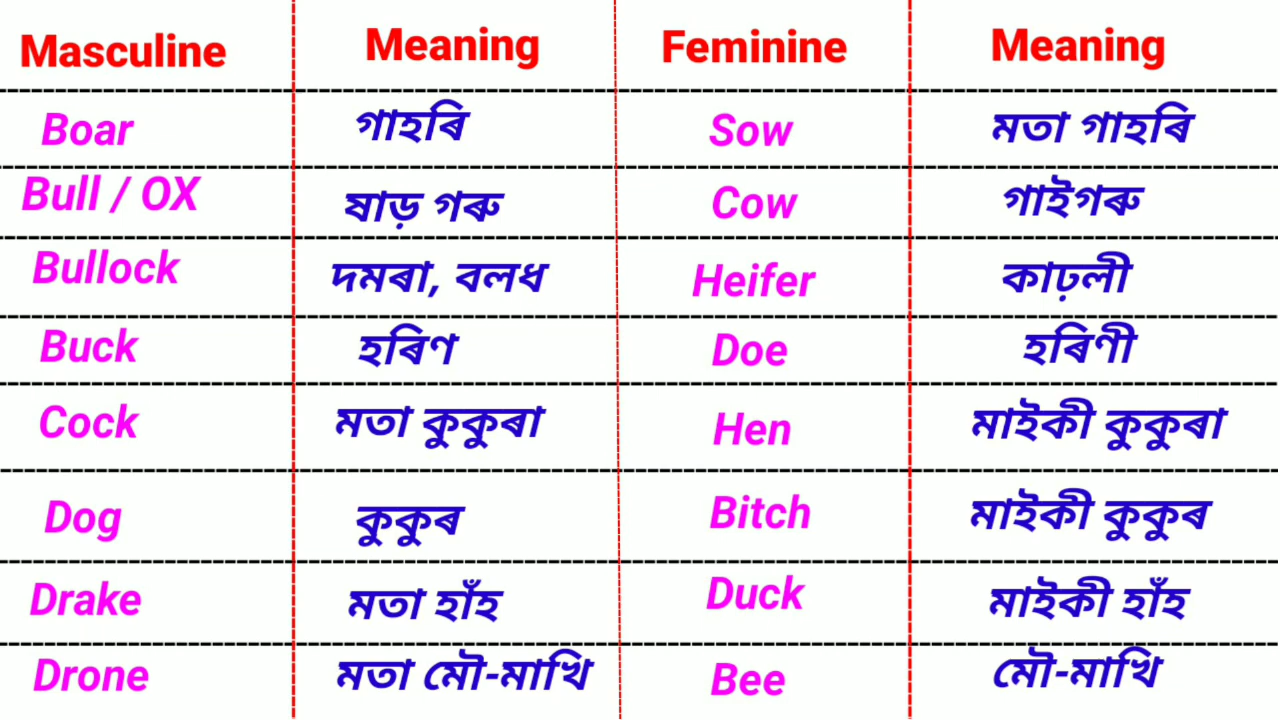 Masculine Meaning Feminine Meaning
Boar গাহৰি Sow মতা গাহৰি
Bull / OX ষাড় গৰু Cow গাইগৰু
Bullock দমৰা, বলধ Heifer কাঢ়লী
Buck হৰিণ Doe হৰিণী
Cock মতা কুকুৰা Hen মাইকী কুকুৰা
Dog কুকুৰ Bitch মাইকী কুকুৰ
Drake মতা হাঁহ Duck মাইকী হাঁহ
Drone মতা মৌ-মাখি Bee মৌ-মাখি